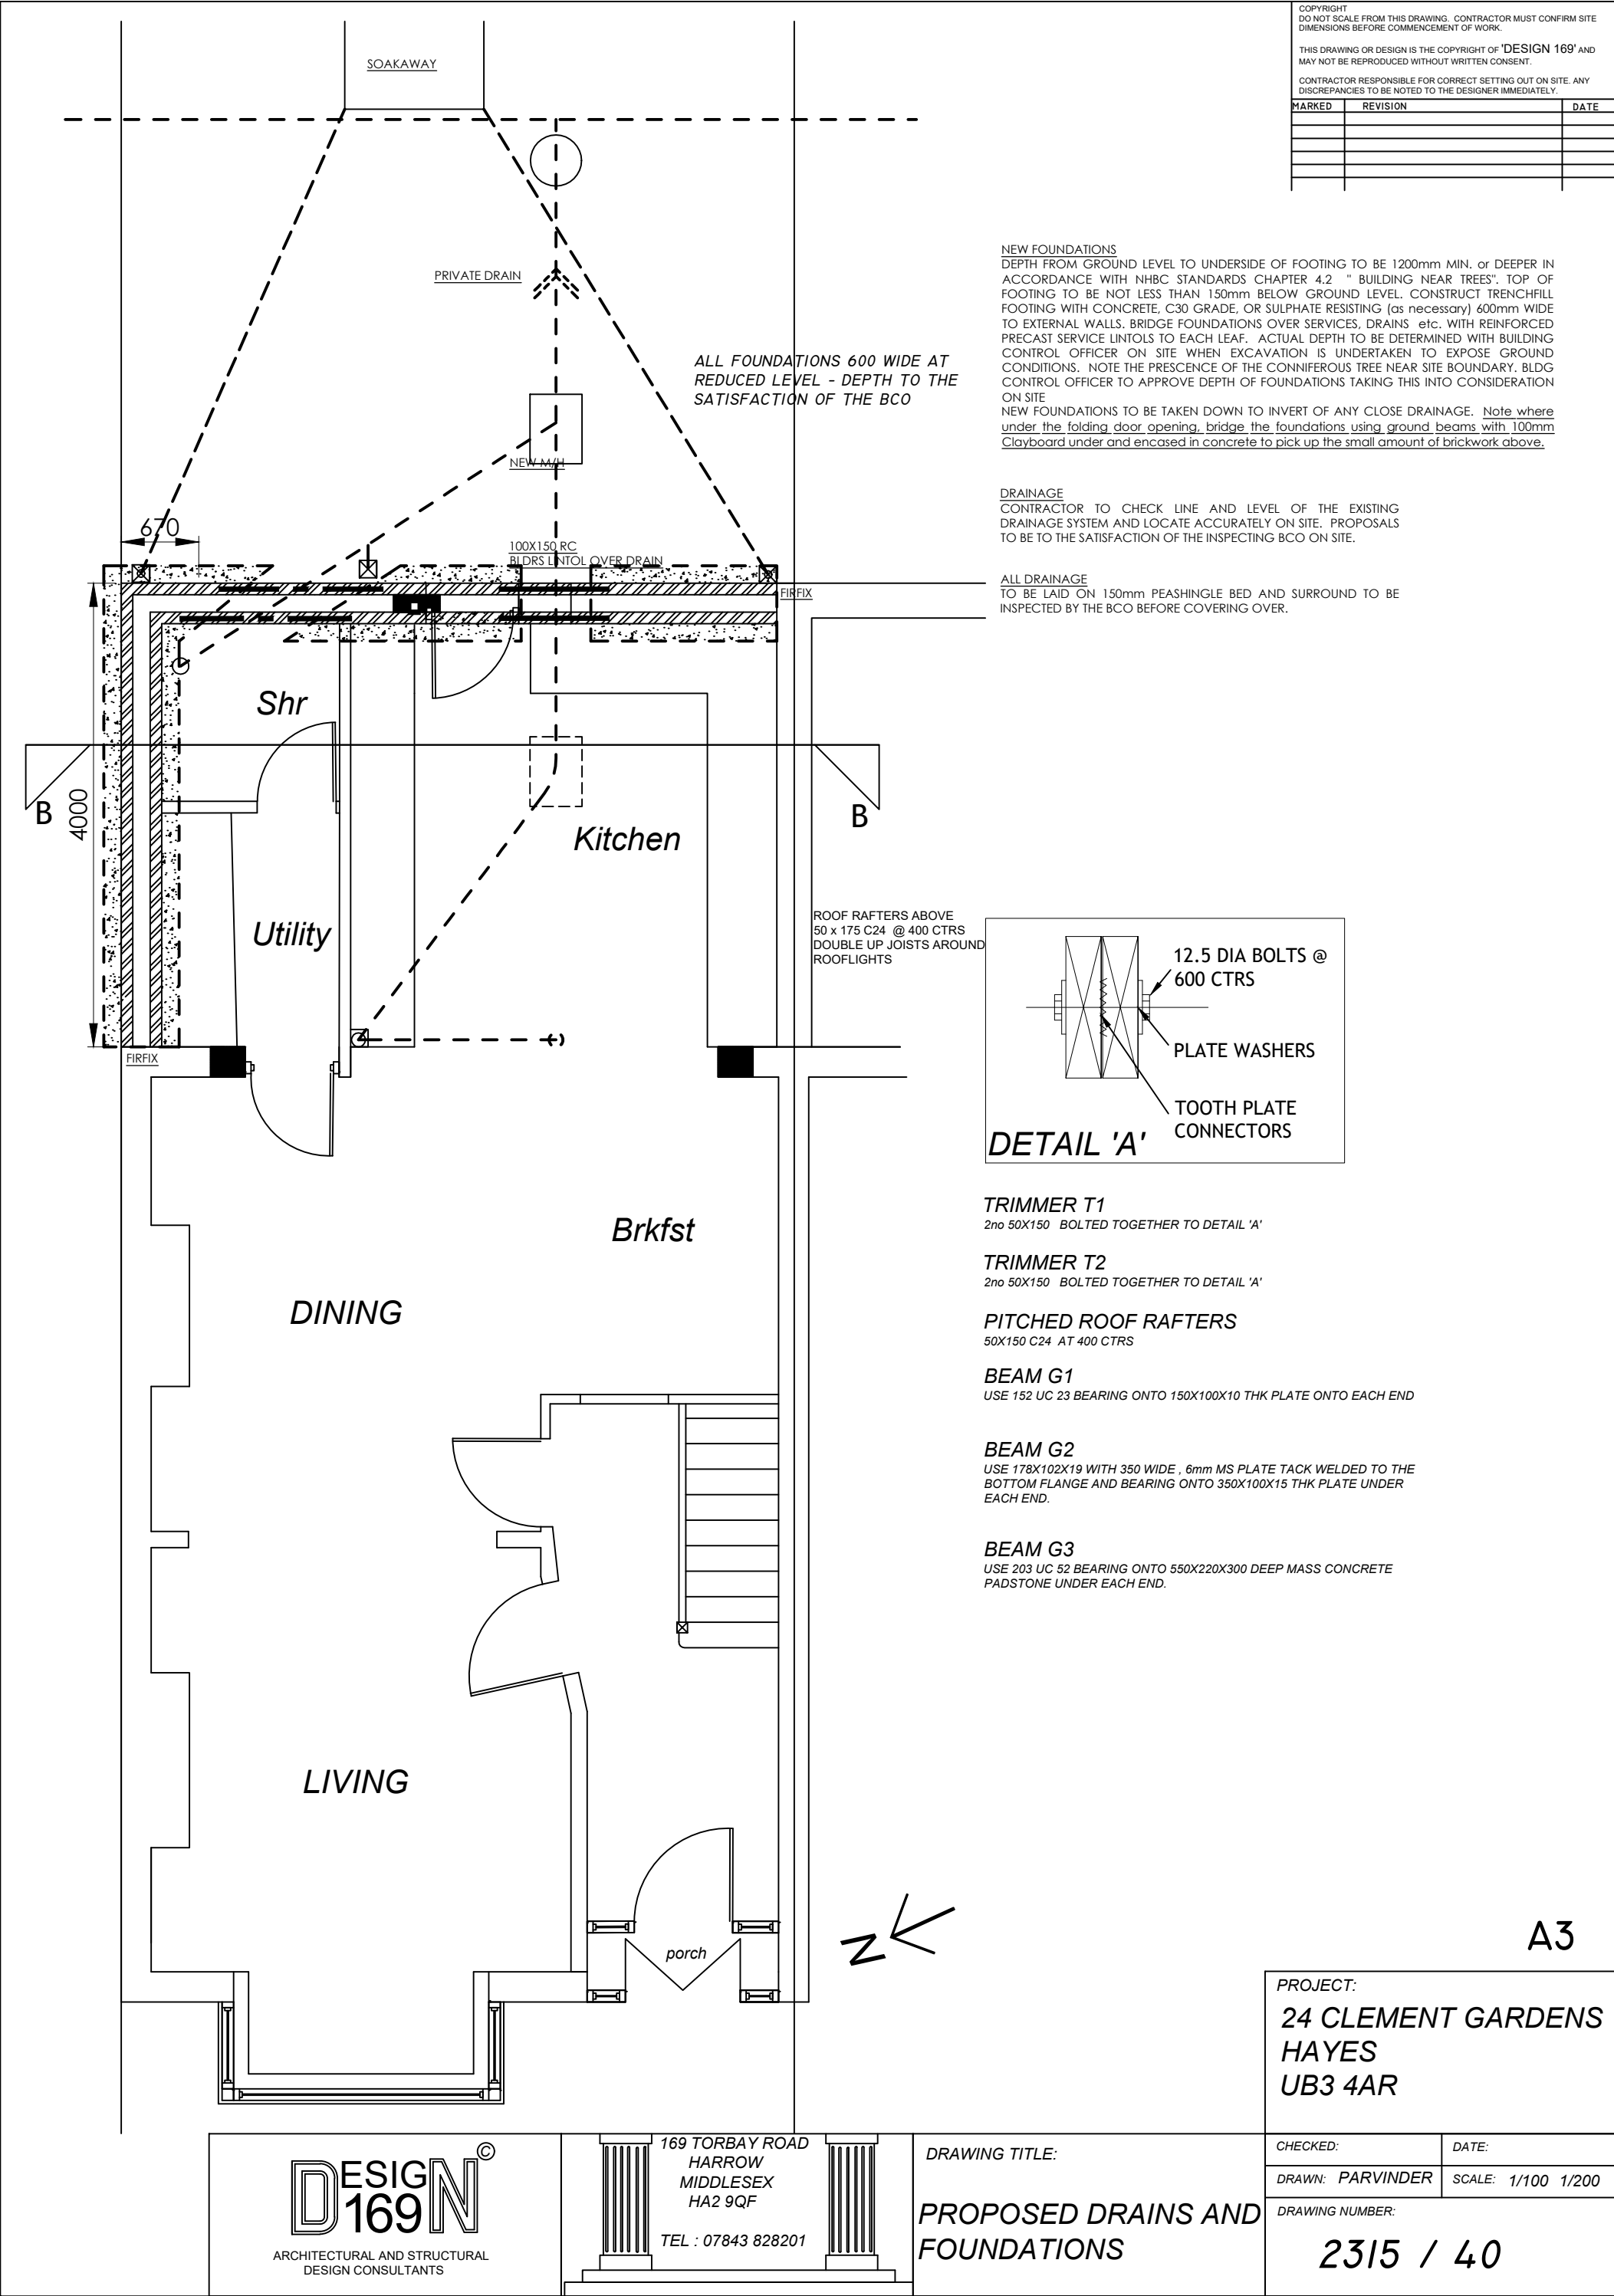 COPYRIGHT
DO NOT SCALE FROM THIS DRAWING. CONTRACTOR MUST CONFIRM SITE
DIMENSIONS BEFORE COMMENCEMENT OF WORK.
THIS DRAWING OR DESIGN IS THE COPYRIGHT OF 'DESIGN 169' AND
MAY NOT BE REPRODUCED WITHOUT WRITTEN CONSENT.
CONTRACTOR RESPONSIBLE FOR CORRECT SETTING OUT ON SITE. ANY
DISCREPANCIES TO BE NOTED TO THE DESIGNER IMMEDIATELY.
MARKED REVISION DATE
SOAKAWAY
PRIVATE DRAIN
ALL FOUNDATIONS 600 WIDE AT
REDUCED LEVEL - DEPTH TO THE
SATISFACTION OF THE BCO
NEW M/H
670
100X150 RC
BLDRS LINTOL OVER DRAIN
FIRFIX
Shr
B
B
4000
Kitchen
Utility
ROOF RAFTERS ABOVE
50 x 175 C24 @ 400 CTRS
DOUBLE UP JOISTS AROUND
ROOFLIGHTS
FIRFIX
Brkfst
DINING
LIVING
porch
N
NEW FOUNDATIONS
DEPTH FROM GROUND LEVEL TO UNDERSIDE OF FOOTING TO BE 1200mm MIN. or DEEPER IN
ACCORDANCE WITH NHBC STANDARDS CHAPTER 4.2 " BUILDING NEAR TREES". TOP OF
FOOTING TO BE NOT LESS THAN 150mm BELOW GROUND LEVEL. CONSTRUCT TRENCHFILL
FOOTING WITH CONCRETE, C30 GRADE, OR SULPHATE RESISTING (as necessary) 600mm WIDE
TO EXTERNAL WALLS. BRIDGE FOUNDATIONS OVER SERVICES, DRAINS etc. WITH REINFORCED
PRECAST SERVICE LINTOLS TO EACH LEAF. ACTUAL DEPTH TO BE DETERMINED WITH BUILDING
CONTROL OFFICER ON SITE WHEN EXCAVATION IS UNDERTAKEN TO EXPOSE GROUND
CONDITIONS. NOTE THE PRESCENCE OF THE CONNIFEROUS TREE NEAR SITE BOUNDARY. BLDG
CONTROL OFFICER TO APPROVE DEPTH OF FOUNDATIONS TAKING THIS INTO CONSIDERATION
ON SITE
NEW FOUNDATIONS TO BE TAKEN DOWN TO INVERT OF ANY CLOSE DRAINAGE. Note where
under the folding door opening, bridge the foundations using ground beams with 100mm
Clayboard under and encased in concrete to pick up the small amount of brickwork above.
DRAINAGE
CONTRACTOR TO CHECK LINE AND LEVEL OF THE EXISTING
DRAINAGE SYSTEM AND LOCATE ACCURATELY ON SITE. PROPOSALS
TO BE TO THE SATISFACTION OF THE INSPECTING BCO ON SITE.
ALL DRAINAGE
TO BE LAID ON 150mm PEASHINGLE BED AND SURROUND TO BE
INSPECTED BY THE BCO BEFORE COVERING OVER.
12.5 DIA BOLTS @
600 CTRS
PLATE WASHERS
TOOTH PLATE
CONNECTORS
DETAIL 'A'
TRIMMER T1
2no 50X150 BOLTED TOGETHER TO DETAIL 'A'
TRIMMER T2
2no 50X150 BOLTED TOGETHER TO DETAIL 'A'
PITCHED ROOF RAFTERS
50X150 C24 AT 400 CTRS
BEAM G1
USE 152 UC 23 BEARING ONTO 150X100X10 THK PLATE ONTO EACH END
BEAM G2
USE 178X102X19 WITH 350 WIDE , 6mm MS PLATE TACK WELDED TO THE
BOTTOM FLANGE AND BEARING ONTO 350X100X15 THK PLATE UNDER
EACH END.
BEAM G3
USE 203 UC 52 BEARING ONTO 550X220X300 DEEP MASS CONCRETE
PADSTONE UNDER EACH END.
A3
PROJECT:
24 CLEMENT GARDENS
HAYES
UB3 4AR
CHECKED: DATE:
DRAWN: PARVINDER SCALE: 1/100 1/200
DRAWING NUMBER:
2315 / 40
DRAWING TITLE:
PROPOSED DRAINS AND
FOUNDATIONS
169 TORBAY ROAD
HARROW
MIDDLESEX
HA2 9QF
TEL : 07843 828201
DESIGN ©
169
ARCHITECTURAL AND STRUCTURAL
DESIGN CONSULTANTS